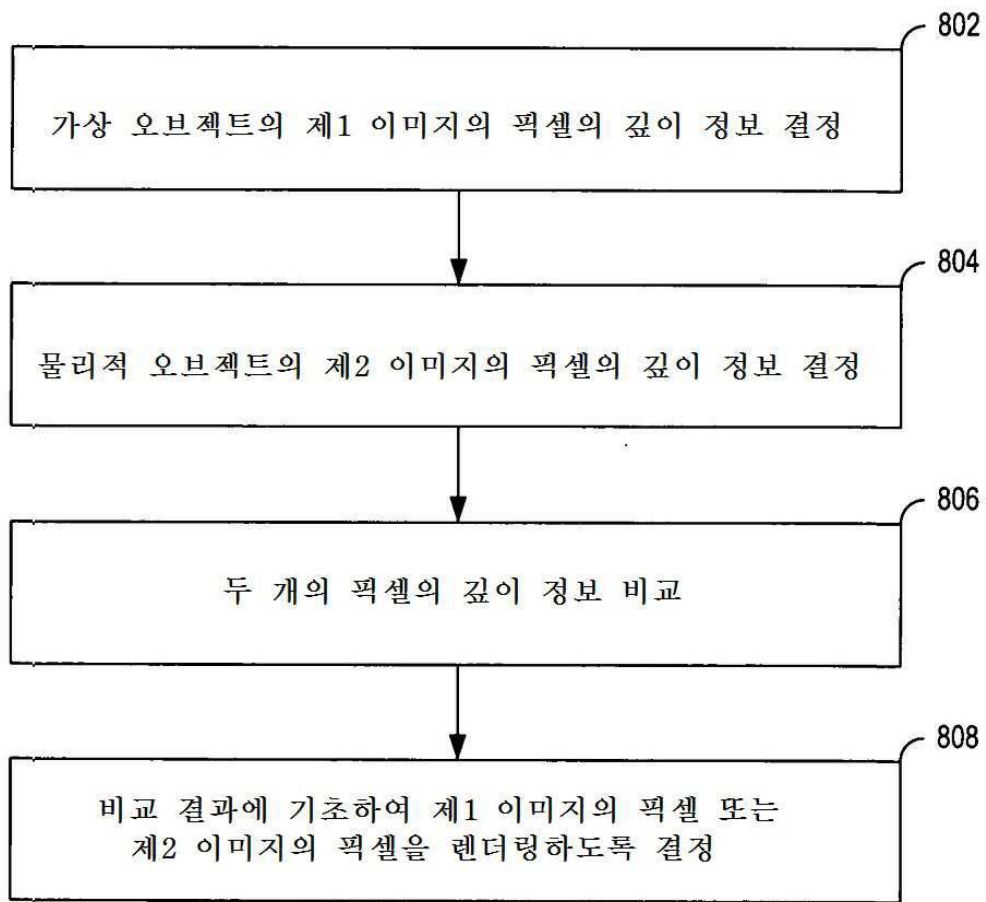 802
가상 오브젝트의 제1 이미지의 픽셀의 깊이 정보 결정
804
물리적 오브젝트의 제2 이미지의 픽셀의 깊이 정보 결정
806
두 개의 픽셀의 깊이 정보 비교
808
비교 결과에 기초하여 제1 이미지의 픽셀 또는
제2 이미지의 픽셀을 렌더링하도록 결정